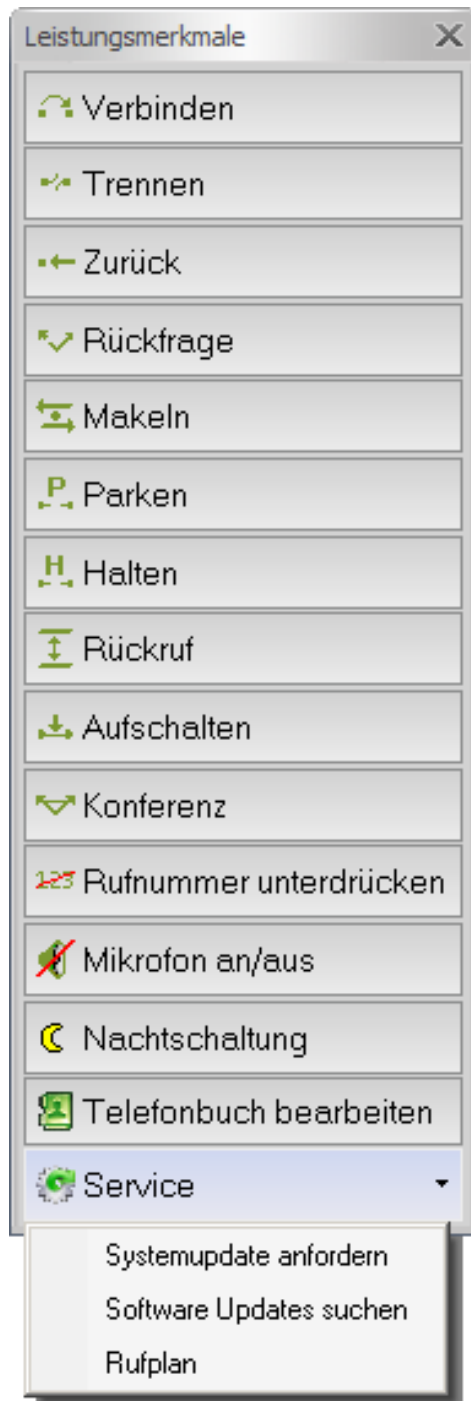 Leistungsmerkmale
Verbinden
Trennen
Zurück
Rückfrage
Makeln
P Parken
H Halten
Rückruf
Aufschalten
Konferenz
123 Rufnummer unterdrücken
Mikrofon an/aus
Nachtschaltung
Telefonbuch bearbeiten
Service
Systemupdate anfordern
Software Updates suchen
Rufplan